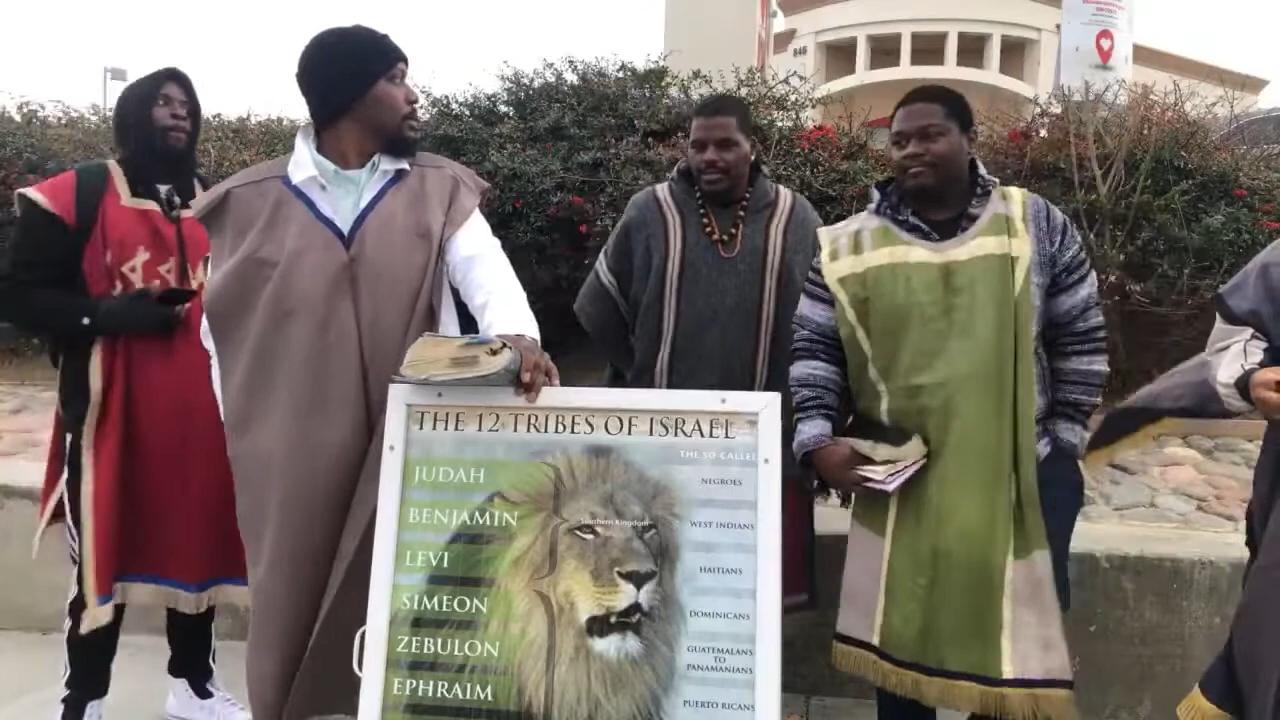 846
THE 12 TRIBES OF ISRAEL
THE SO CALLED
JUDAH
NEGROES
BENJAMIN
Southern Kingdom
WEST INDIANS
LEVI
HAITIANS
SIMEON
DOMINICANS
ZEBULON
GUATEMALANS
TO
PANAMANIANS
EPHRAIM
PUERTO RICANS